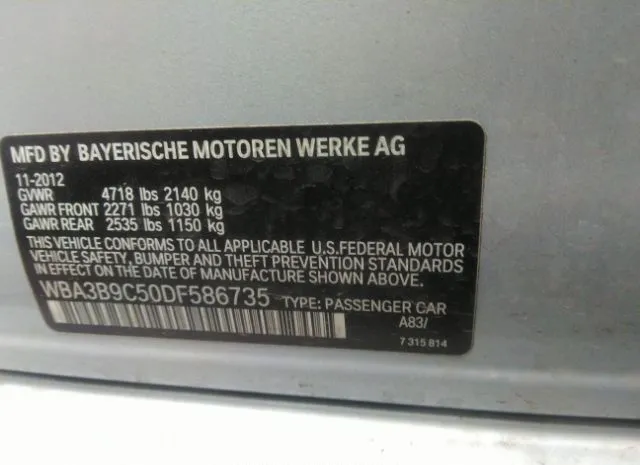 MFD BY BAYERISCHE MOTOREN WERKE AG
11-2012
GVWR 4718 lbs 2140 kg
GAWR FRONT 2271 lbs 1030 kg
GAWR REAR 2535 lbs 1150 kg
THIS VEHICLE CONFORMS TO ALL APPLICABLE U.S.FEDERAL MOTOR
VEHICLE SAFETY, BUMPER AND THEFT PREVENTION STANDARDS
IN EFFECT ON THE DATE OF MANUFACTURE SHOWN ABOVE.
WBA3B9C50DF586735 TYPE: PASSENGER CAR
A83/
7 315 814